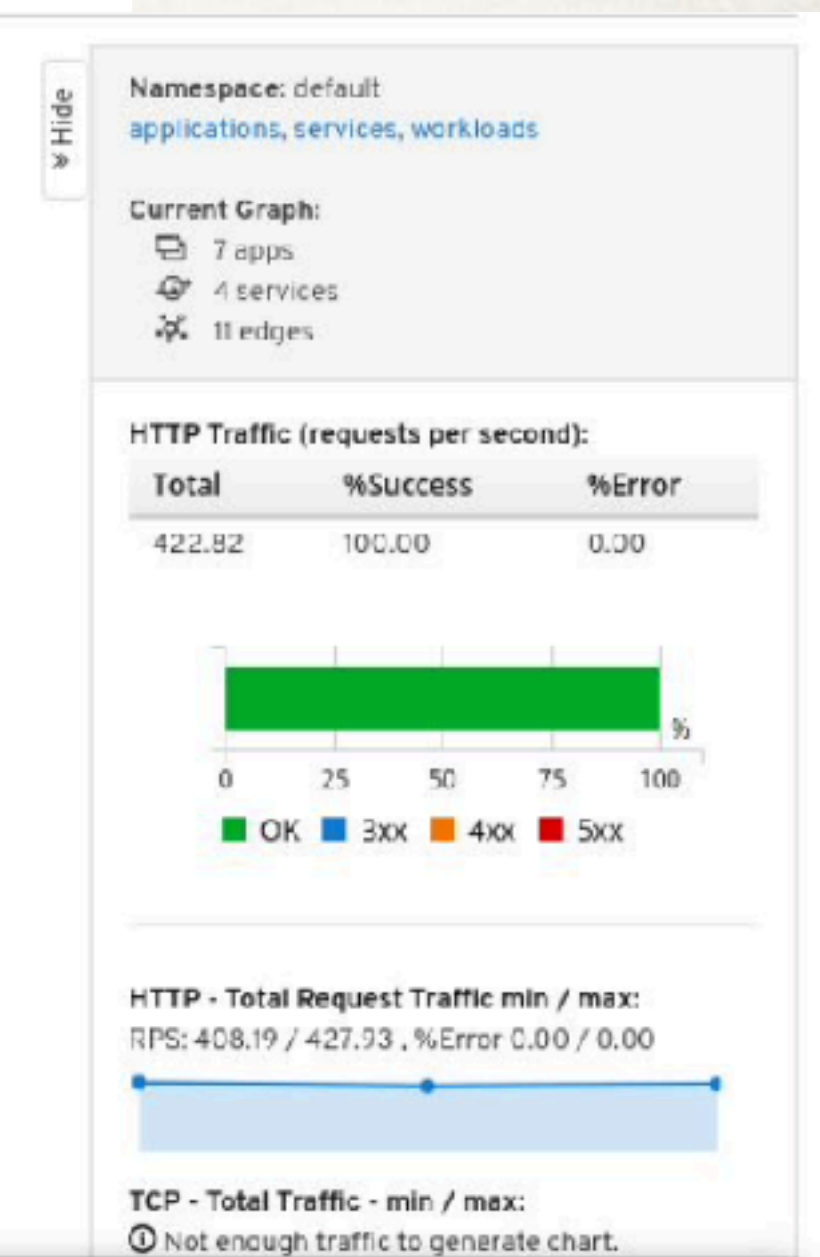 Hide
Namespace: default
applications, services, workloads
Current Graph:
7 apps
4 services
11 edges
HTTP Traffic (requests per second):
Total %Success %Error
422.82 100.00 0.00
%
0 25 50 75 100
OK 3xx 4xx 5xx
HTTP - Total Request Traffic min / max:
RPS: 408.19 / 427.93 , %Error 0.00 / 0.00
TCP - Total Traffic - min / max:
Not enough traffic to generate chart.